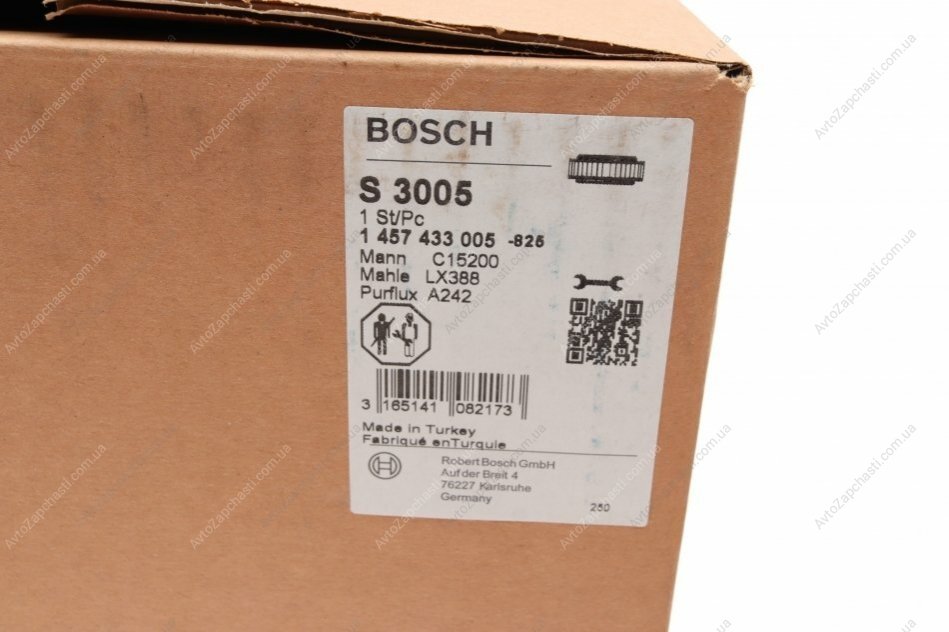 BOSCH
S 3005
1 St/Pc
1 457 433 005 -825
Mann C15200
Mahle LX388
Purflux A242
3 165141 082173
Made in Turkey
Fabriqué enTurquie
Robert Bosch GmbH
Auf der Breit 4
76227 Karlsruhe
Germany
280
AvtoZapchasti.com.ua